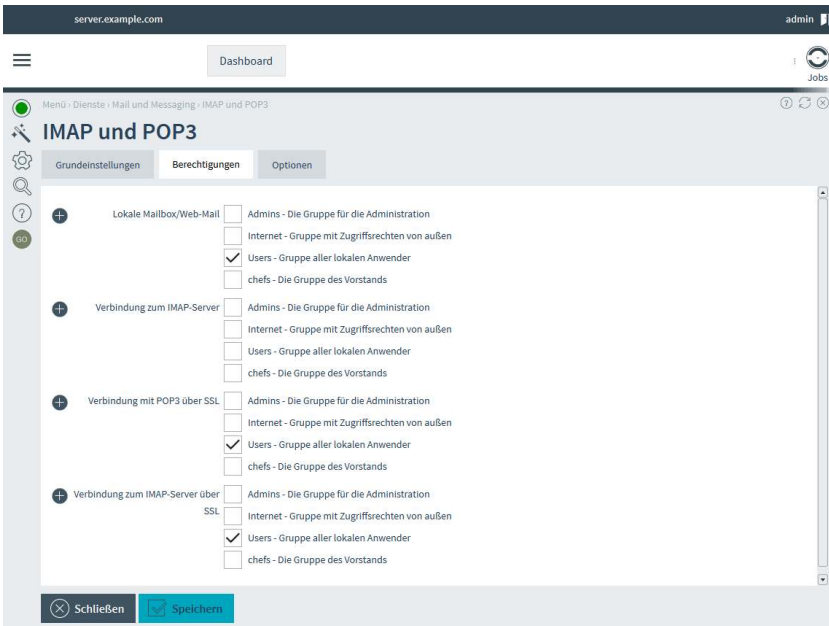 server.example.com
admin
Dashboard
Jobs
Menü › Dienste › Mail und Messaging › IMAP und POP3
IMAP und POP3
Grundeinstellungen
Berechtigungen
Optionen
Lokale Mailbox/Web-Mail
Admins - Die Gruppe für die Administration
Internet - Gruppe mit Zugriffsrechten von außen
Users - Gruppe aller lokalen Anwender
chefs - Die Gruppe des Vorstands
Verbindung zum IMAP-Server
Admins - Die Gruppe für die Administration
Internet - Gruppe mit Zugriffsrechten von außen
Users - Gruppe aller lokalen Anwender
chefs - Die Gruppe des Vorstands
Verbindung mit POP3 über SSL
Admins - Die Gruppe für die Administration
Internet - Gruppe mit Zugriffsrechten von außen
Users - Gruppe aller lokalen Anwender
chefs - Die Gruppe des Vorstands
Verbindung zum IMAP-Server über
SSL
Admins - Die Gruppe für die Administration
Internet - Gruppe mit Zugriffsrechten von außen
Users - Gruppe aller lokalen Anwender
chefs - Die Gruppe des Vorstands
GO
Schließen
Speichern